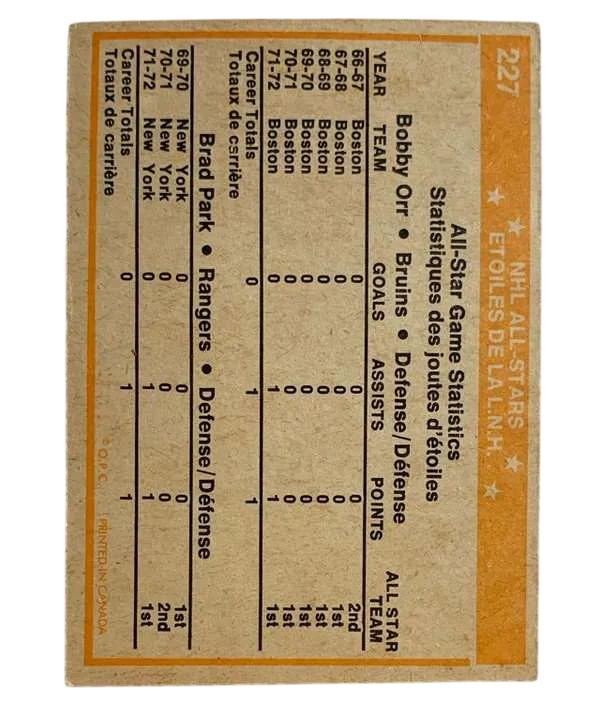 227
NHL ALL-STARS
ETOILES DE LA L.N.H.
All-Star Game Statistics
Statistiques des joutes d'étoiles
Bobby Orr • Bruins • Defense/Défense
YEAR TEAM GOALS ASSISTS POINTS ALL STAR TEAM
66-67 Boston 0 0 0 2nd
67-68 Boston 0 0 0 1st
68-69 Boston 0 0 0 1st
69-70 Boston 0 0 0 1st
70-71 Boston 0 0 0 1st
71-72 Boston 0 1 1 1st
Career Totals 0 1 1
Totaux de carrière
Brad Park • Rangers • Defense/Défense
69-70 New York 0 0 0 1st
70-71 New York 0 0 0 2nd
71-72 New York 0 1 1 1st
Career Totals 0 1 1
Totaux de carrière
© O.P.C. PRINTED IN CANADA